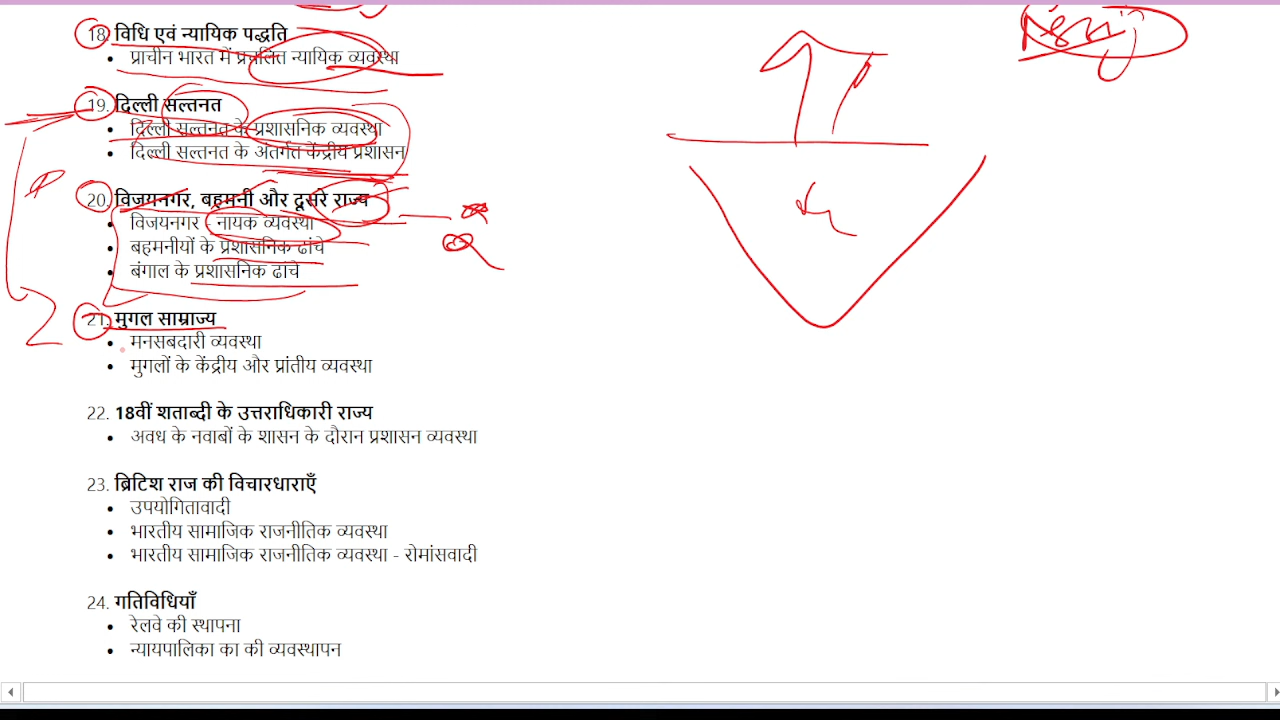 18. विधि एवं न्यायिक पद्धति
• प्राचीन भारत में प्रचलित न्यायिक व्यवस्था
19. दिल्ली सल्तनत
• दिल्ली सल्तनत के प्रशासनिक व्यवस्था
• दिल्ली सल्तनत के अंतर्गत केंद्रीय प्रशासन
20. विजयनगर, बहमनी और दूसरे राज्य
• विजयनगर - नायक व्यवस्था
• बहमनीयों के प्रशासनिक ढांचे
• बंगाल के प्रशासनिक ढांचे
21. मुगल साम्राज्य
• मनसबदारी व्यवस्था
• मुगलों के केंद्रीय और प्रांतीय व्यवस्था
22. 18वीं शताब्दी के उत्तराधिकारी राज्य
• अवध के नवाबों के शासन के दौरान प्रशासन व्यवस्था
23. ब्रिटिश राज की विचारधाराएँ
• उपयोगितावादी
• भारतीय सामाजिक राजनीतिक व्यवस्था
• भारतीय सामाजिक राजनीतिक व्यवस्था - रोमांसवादी
24. गतिविधियाँ
• रेलवे की स्थापना
• न्यायपालिका का की व्यवस्थापन